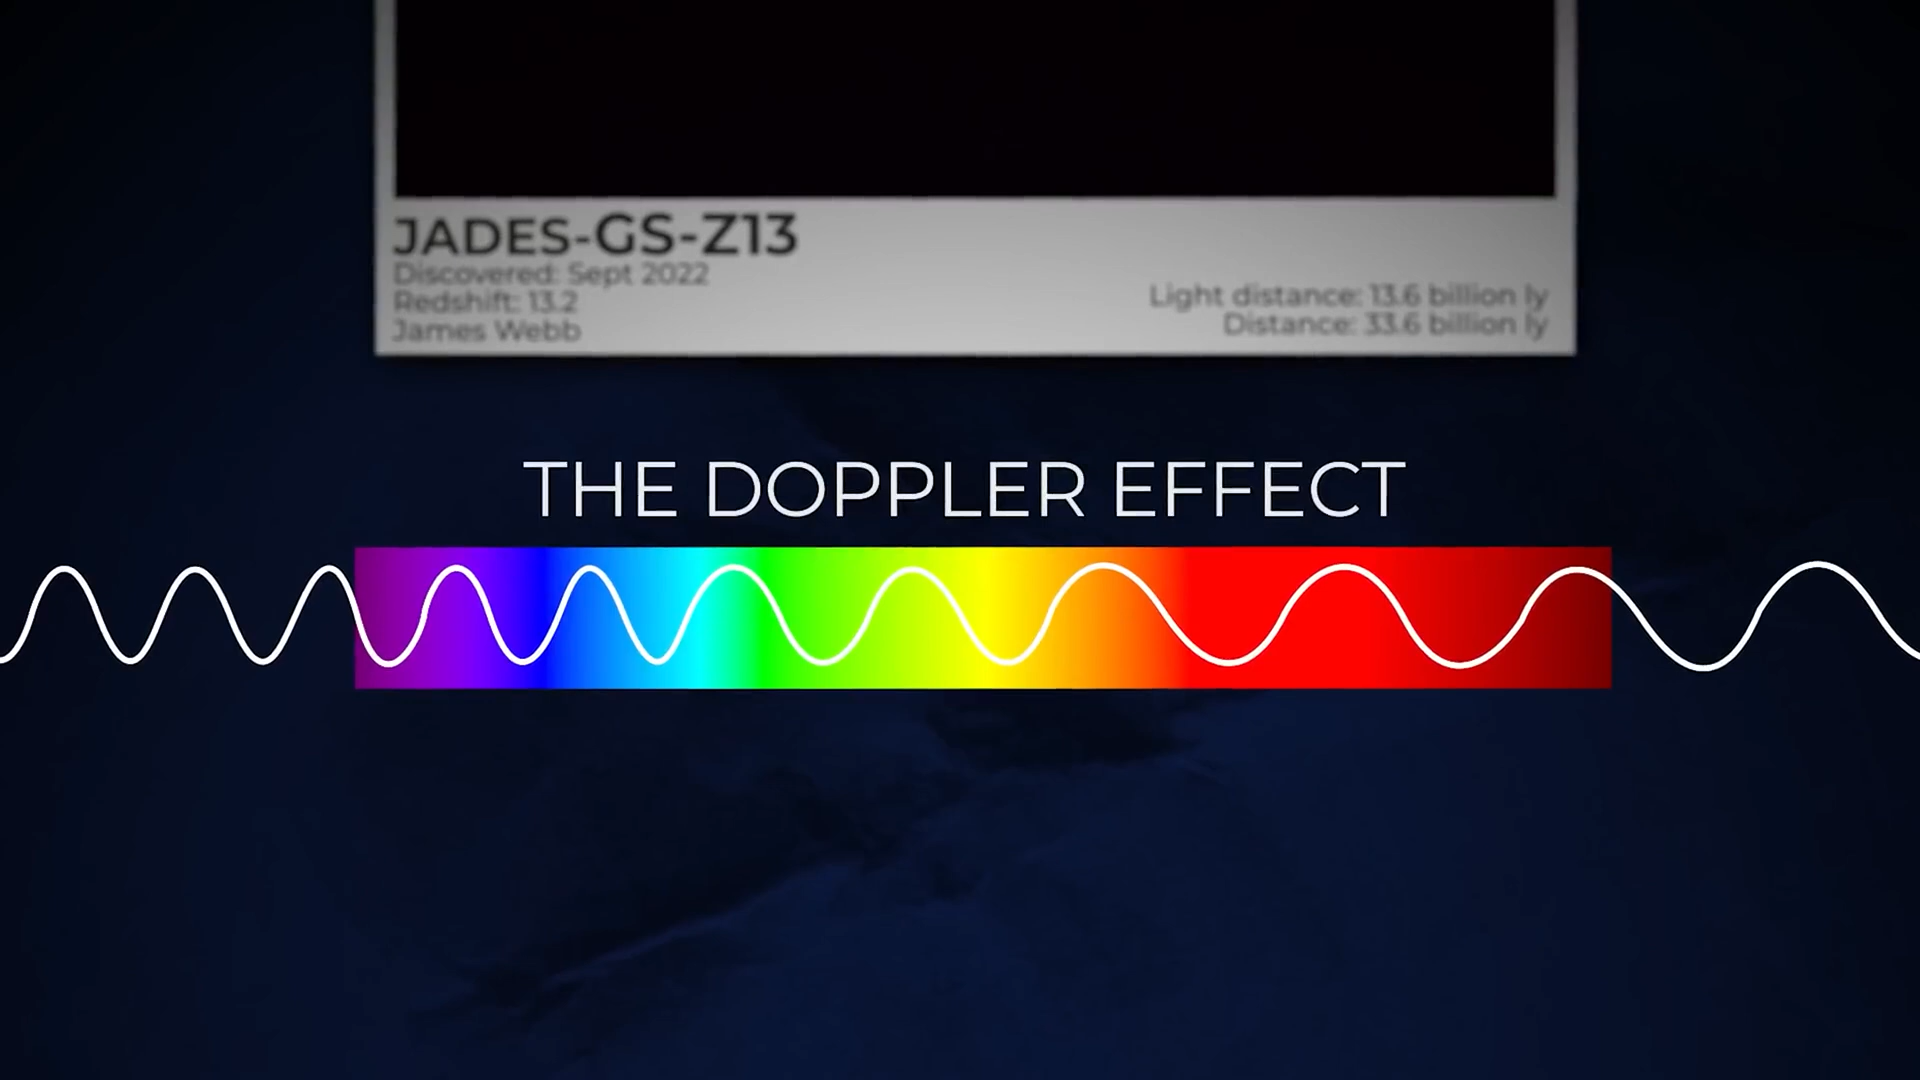 JADES-GS-Z13
Discovered: Sept 2022
Redshift: 13.2
James Webb
Light distance: 13.6 billion ly
Distance: 33.6 billion ly
THE DOPPLER EFFECT